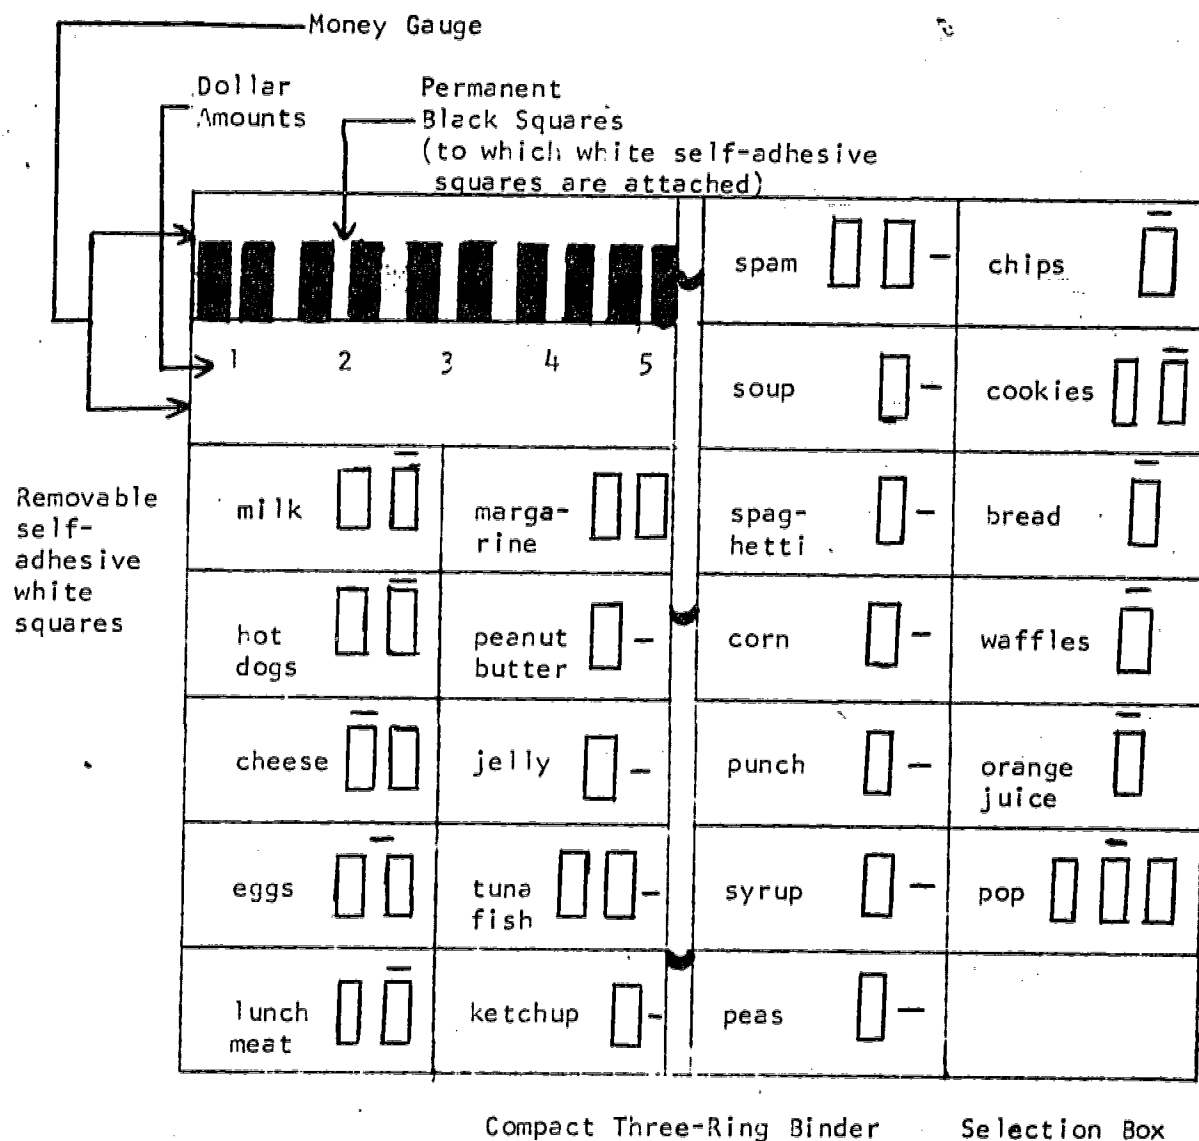 Money Gauge
Dollar
Amounts
Permanent
Black Squares
(to which white self-adhesive
squares are attached)
1 2 3 4 5
Removable
self-
adhesive
white
squares
milk
marga-
rine
hot
dogs
peanut
butter
cheese
jelly
eggs
tuna
fish
lunch
meat
ketchup
spam
chips
soup
cookies
spag-
hetti
bread
corn
waffles
punch
orange
juice
syrup
pop
peas
Compact Three-Ring Binder
Selection Box